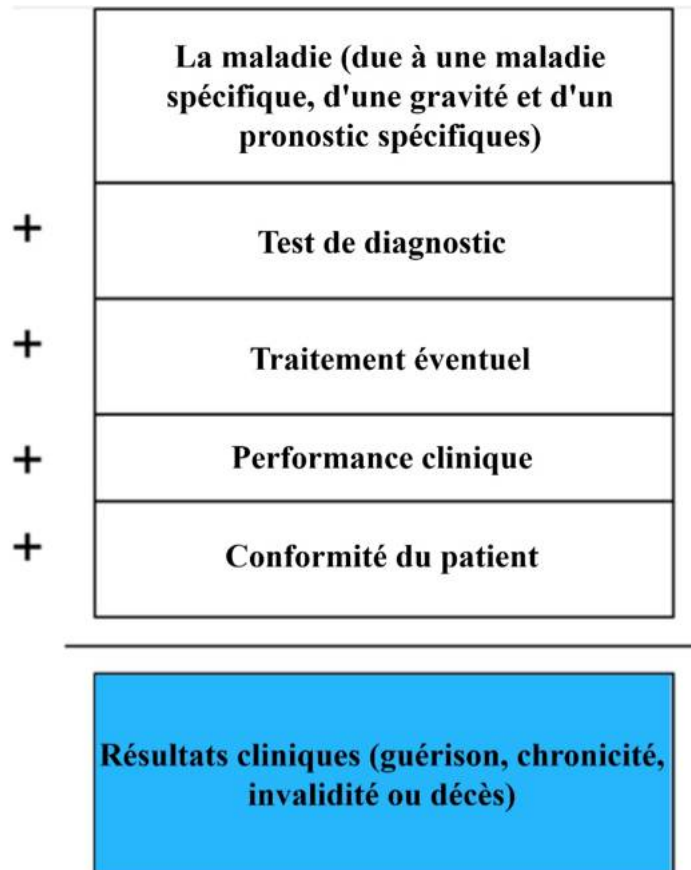 La maladie (due à une maladie
spécifique, d'une gravité et d'un
pronostic spécifiques)
+
Test de diagnostic
+
Traitement éventuel
+
Performance clinique
+
Conformité du patient
Résultats cliniques (guérison, chronicité,
invalidité ou décès)